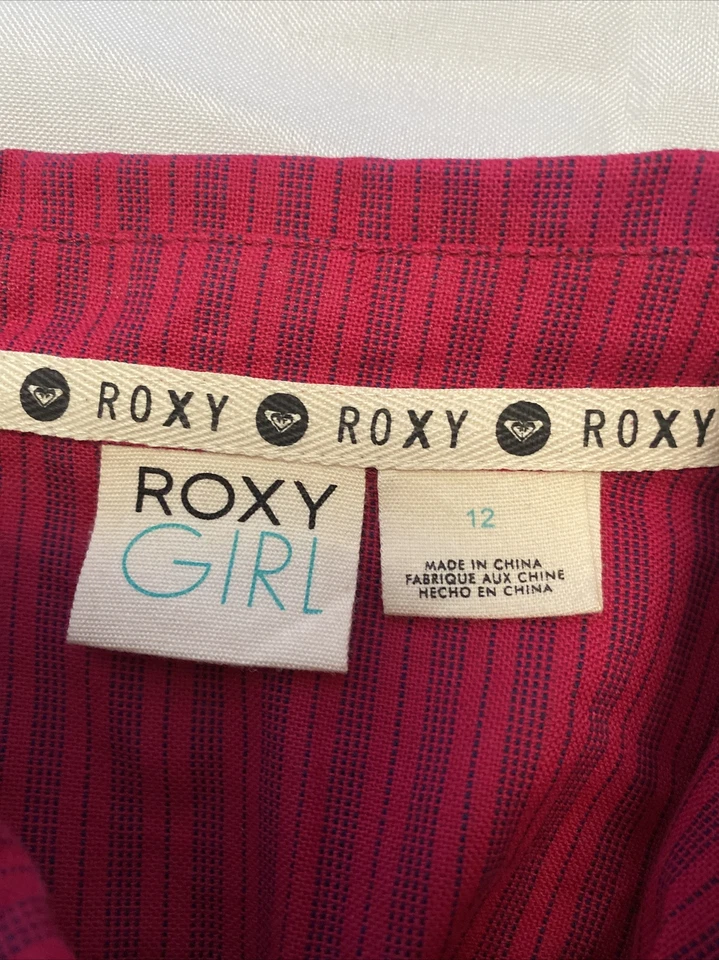 ROXY ROXY ROXY
ROXY
GIRL
12
MADE IN CHINA
FABRIQUE AUX CHINE
HECHO EN CHINA